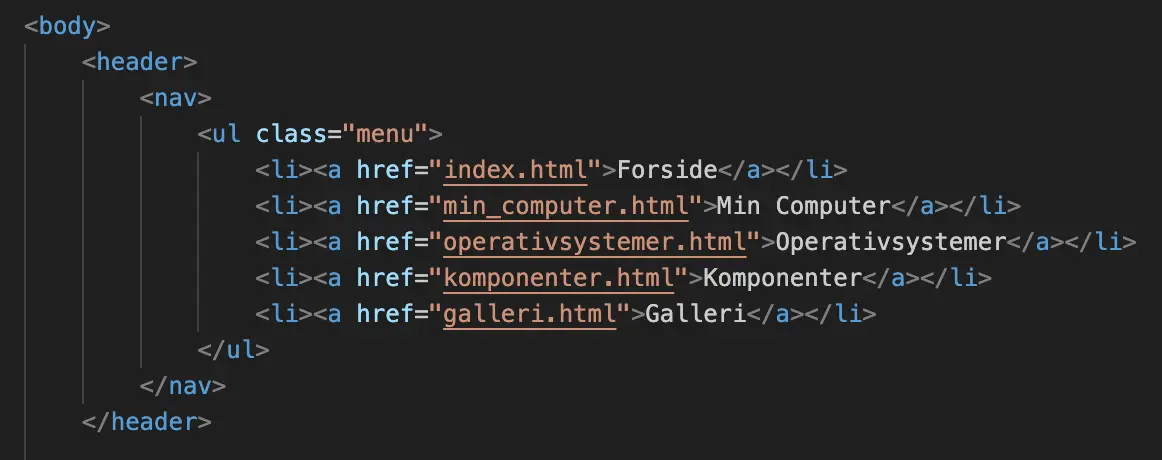 <body>
<header>
<nav>
<ul class="menu">
<li><a href="index.html">Forside</a></li>
<li><a href="min_computer.html">Min Computer</a></li>
<li><a href="operativsystemer.html">Operativsystemer</a></li>
<li><a href="komponenter.html">Komponenter</a></li>
<li><a href="galleri.html">Galleri</a></li>
</ul>
</nav>
</header>